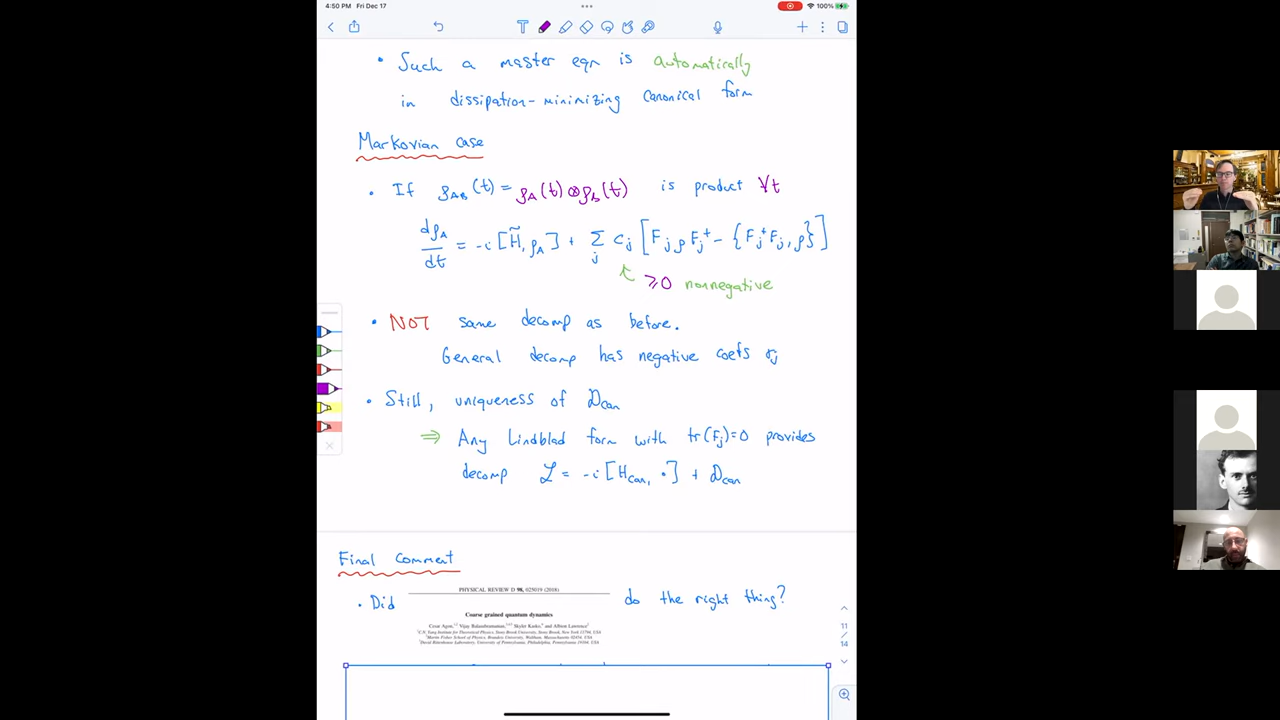 4:50 PM Fri Dec 17
100%
• Such a master eqn is automatically
in dissipation-minimizing canonical form
Markovian case
• If ρ_AB(t) = ρ_A(t) ⊗ ρ_B(t) is product ∀t
dρ_A/dt = -i[H̃, ρ_A] + Σ_j c_j [F_j ρ F_j† - {F_j† F_j, ρ}]
≥0 nonnegative
• NOT same decomp as before.
General decomp has negative coefs γ_j
• Still, uniqueness of D_can
⇒ Any Lindblad form with tr(F_j)=0 provides
decomp ℒ = -i[H_can, •] + D_can
Final comment
• Did do the right thing?
PHYSICAL REVIEW D 98, 025019 (2018)
Coarse grained quantum dynamics
11
/
14